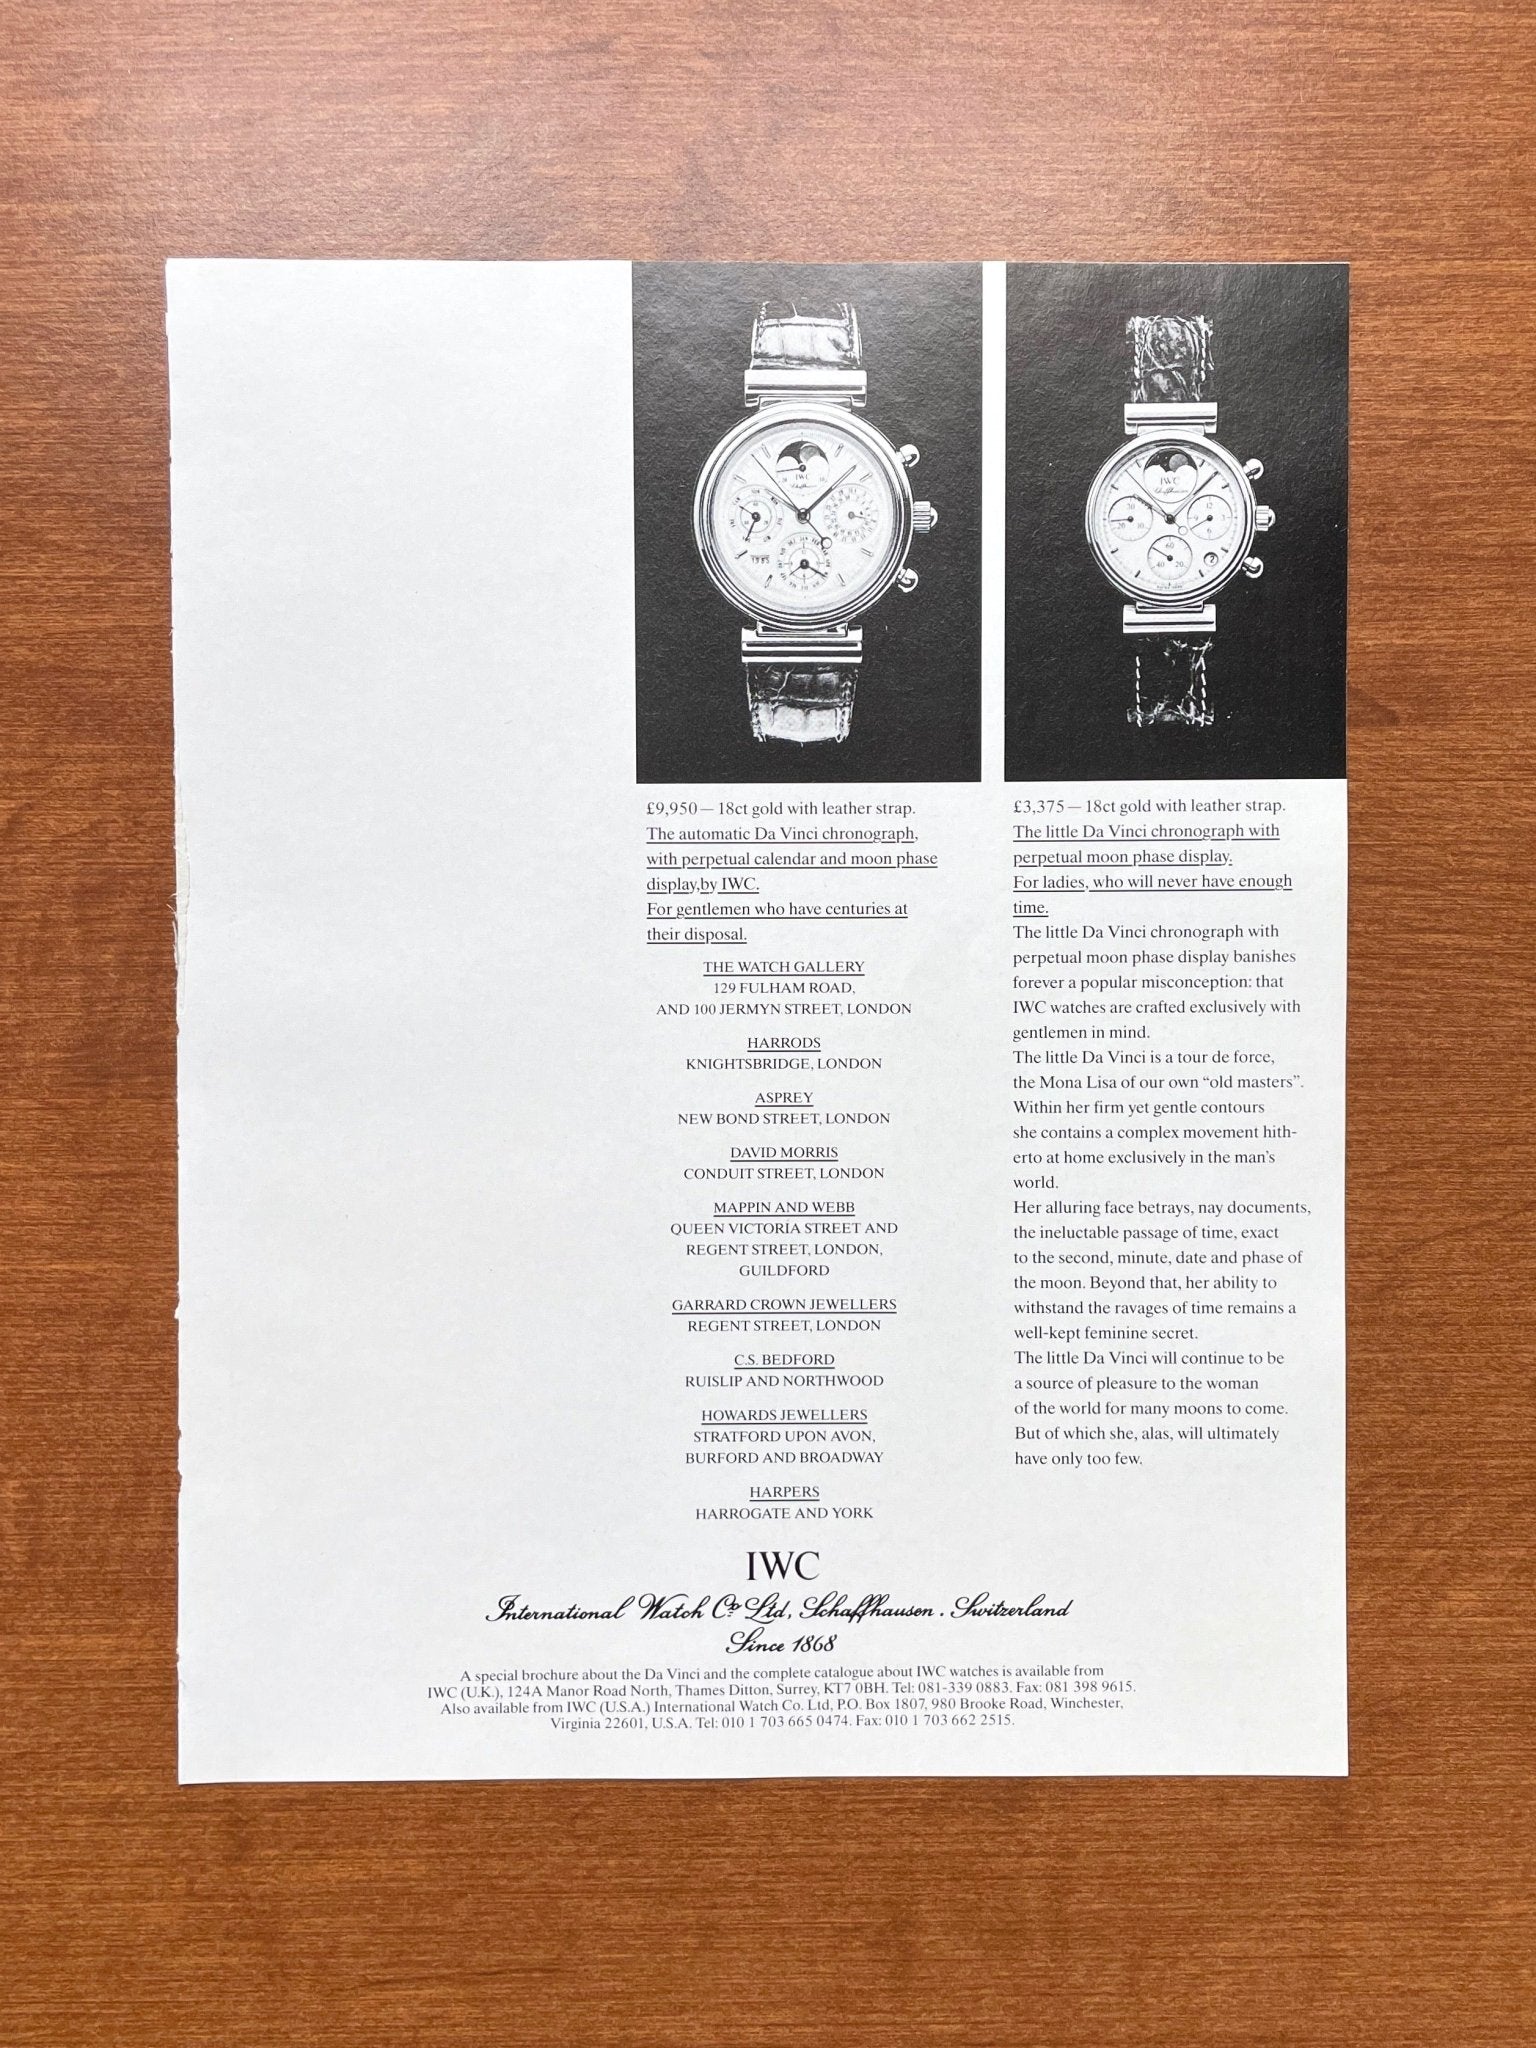 IWC
Schaffhausen
1985
IWC
Schaffhausen
30
20
10
12
9
3
6
60
40
20
2
£9,950 — 18ct gold with leather strap.
The automatic Da Vinci chronograph,
with perpetual calendar and moon phase
display,by IWC.
For gentlemen who have centuries at
their disposal.
THE WATCH GALLERY
129 FULHAM ROAD,
AND 100 JERMYN STREET, LONDON
HARRODS
KNIGHTSBRIDGE, LONDON
ASPREY
NEW BOND STREET, LONDON
DAVID MORRIS
CONDUIT STREET, LONDON
MAPPIN AND WEBB
QUEEN VICTORIA STREET AND
REGENT STREET, LONDON,
GUILDFORD
GARRARD CROWN JEWELLERS
REGENT STREET, LONDON
C.S. BEDFORD
RUISLIP AND NORTHWOOD
HOWARDS JEWELLERS
STRATFORD UPON AVON,
BURFORD AND BROADWAY
HARPERS
HARROGATE AND YORK
£3,375 — 18ct gold with leather strap.
The little Da Vinci chronograph with
perpetual moon phase display.
For ladies, who will never have enough
time.
The little Da Vinci chronograph with
perpetual moon phase display banishes
forever a popular misconception: that
IWC watches are crafted exclusively with
gentlemen in mind.
The little Da Vinci is a tour de force,
the Mona Lisa of our own “old masters”.
Within her firm yet gentle contours
she contains a complex movement hith-
erto at home exclusively in the man’s
world.
Her alluring face betrays, nay documents,
the ineluctable passage of time, exact
to the second, minute, date and phase of
the moon. Beyond that, her ability to
withstand the ravages of time remains a
well-kept feminine secret.
The little Da Vinci will continue to be
a source of pleasure to the woman
of the world for many moons to come.
But of which she, alas, will ultimately
have only too few.
IWC
International Watch Co Ltd, Schaffhausen . Switzerland
Since 1868
A special brochure about the Da Vinci and the complete catalogue about IWC watches is available from
IWC (U.K.), 124A Manor Road North, Thames Ditton, Surrey, KT7 0BH. Tel: 081-339 0883. Fax: 081 398 9615.
Also available from IWC (U.S.A.) International Watch Co. Ltd, P.O. Box 1807, 980 Brooke Road, Winchester,
Virginia 22601, U.S.A. Tel: 010 1 703 665 0474. Fax: 010 1 703 662 2515.